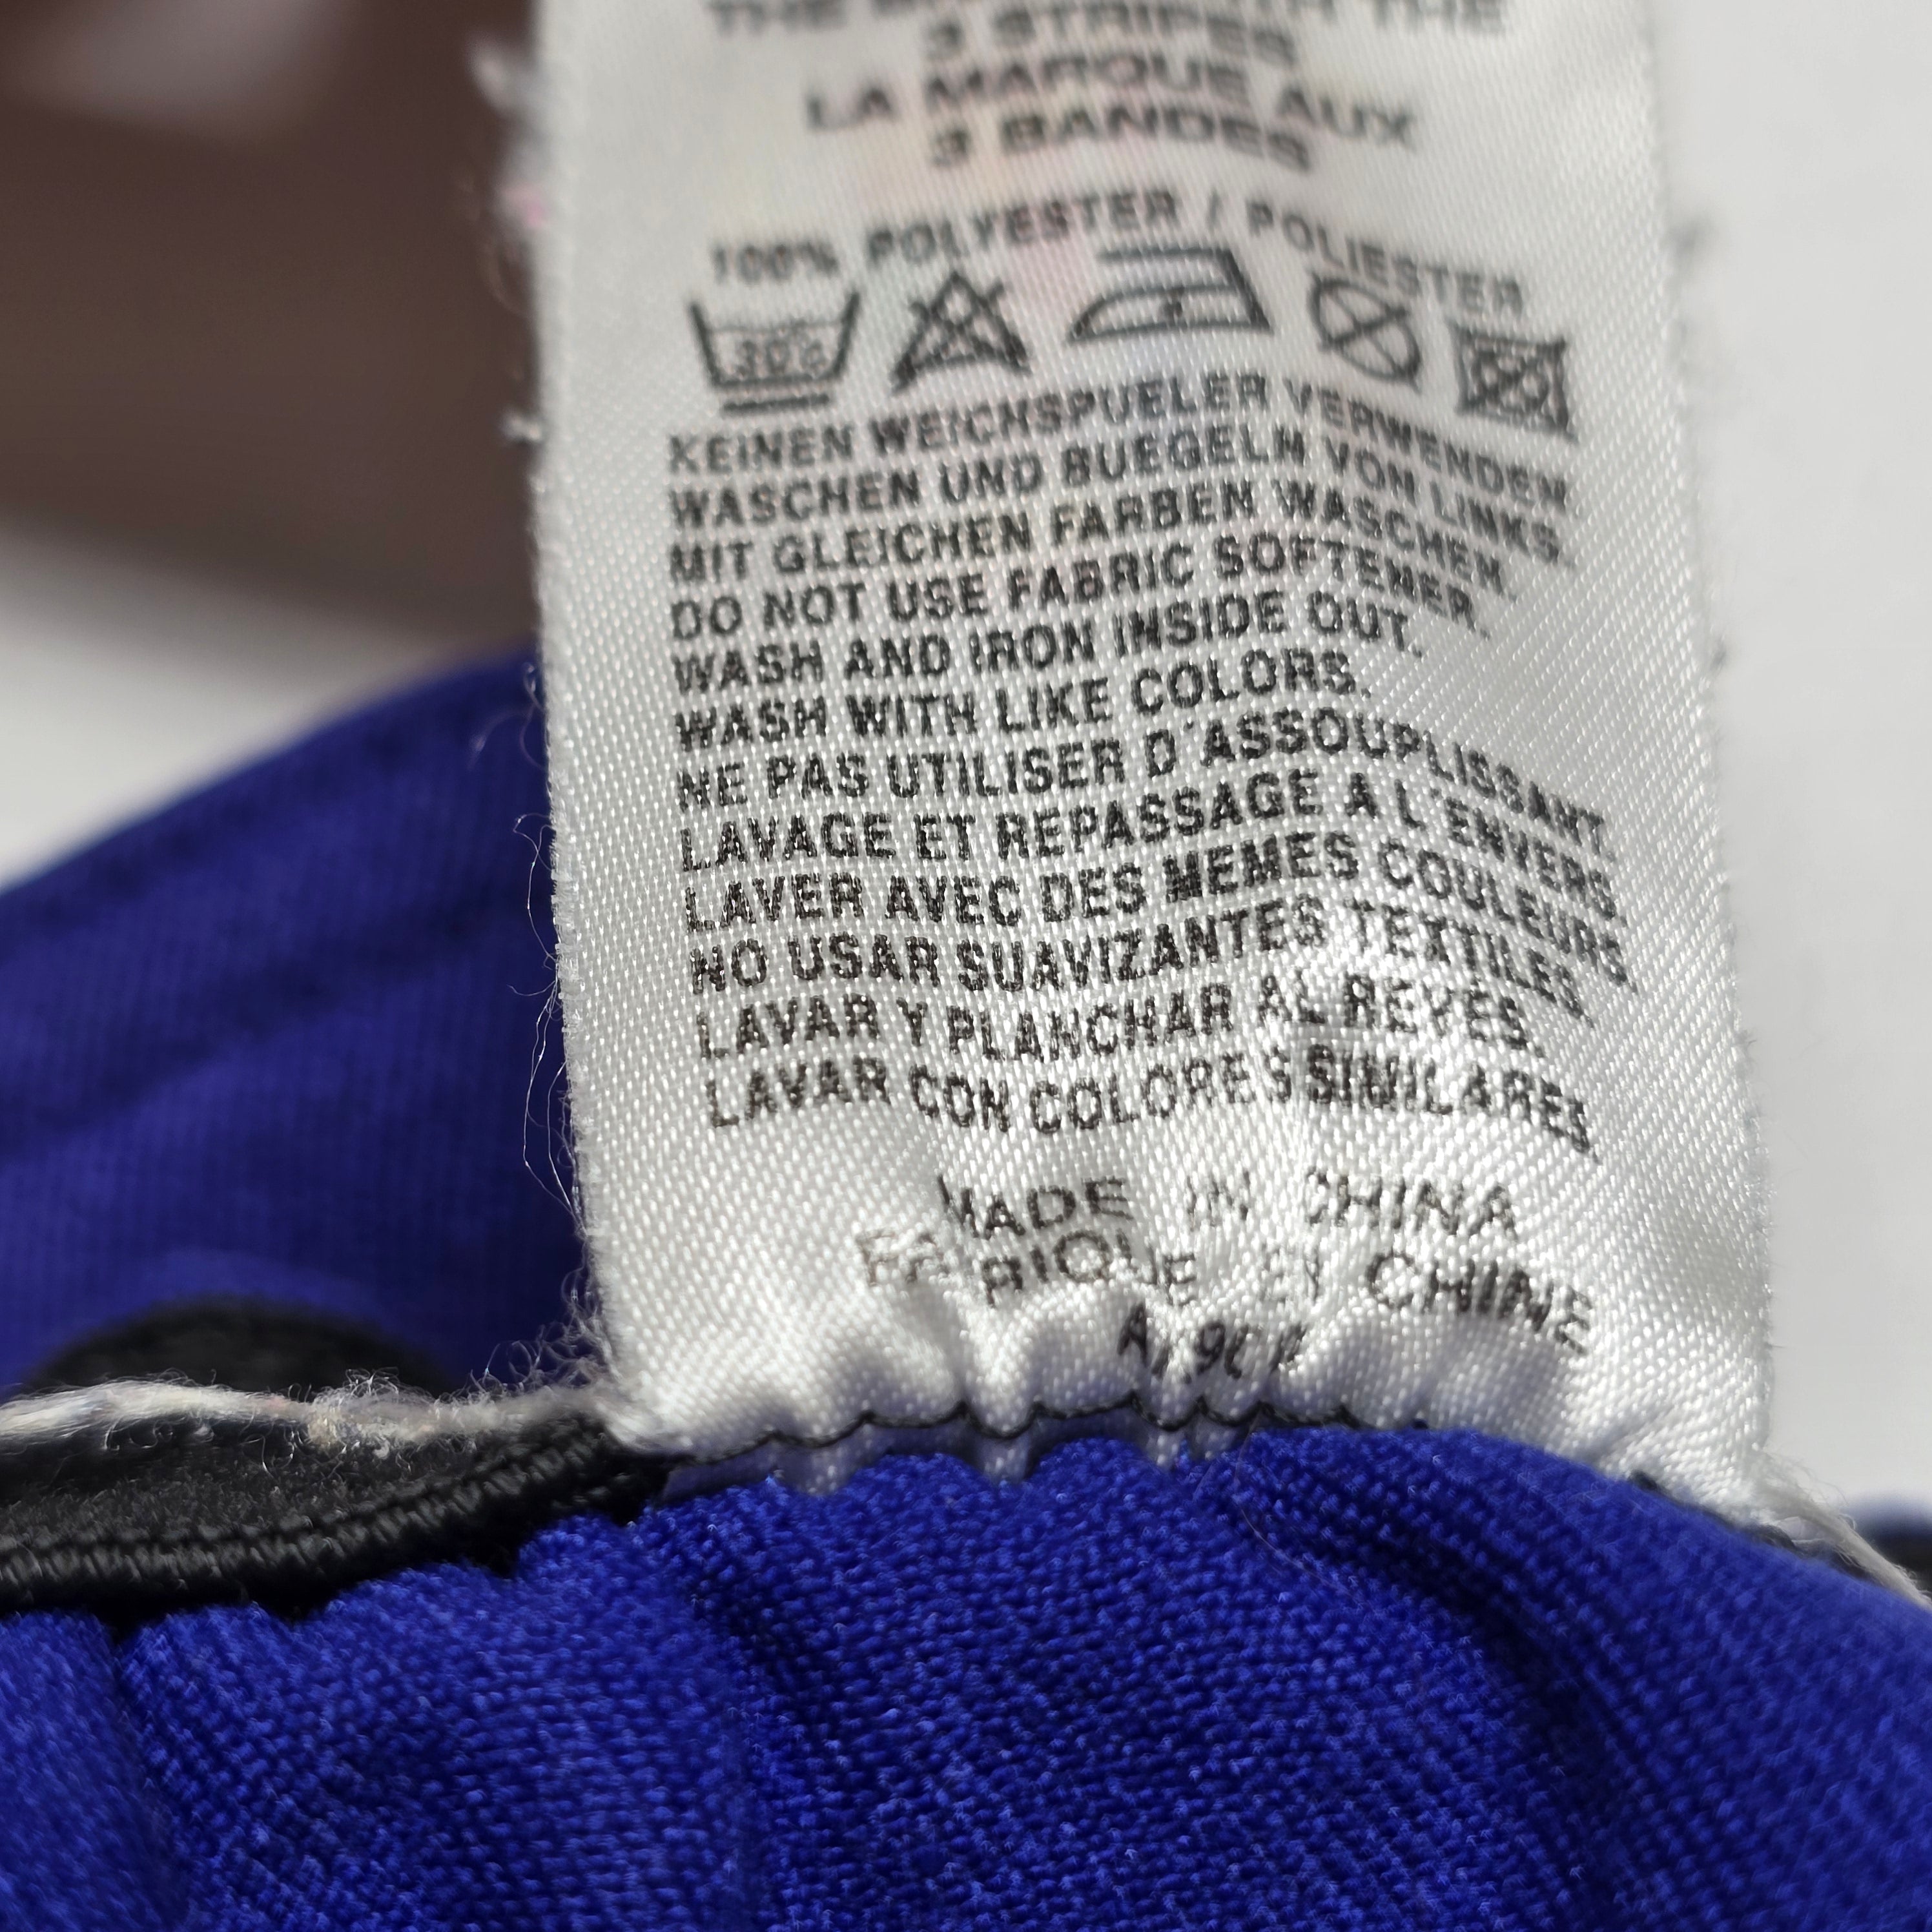 THE
3 STRIPES
LA MARQUE AUX
3 BANDES
100% POLYESTER / POLIESTER
30°C
KEINEN WEICHSPUELER VERWENDEN
WASCHEN UND BUEGELN VON LINKS
MIT GLEICHEN FARBEN WASCHEN.
DO NOT USE FABRIC SOFTENER.
WASH AND IRON INSIDE OUT.
WASH WITH LIKE COLORS.
NE PAS UTILISER D'ASSOUPLISSANT.
LAVAGE ET REPASSAGE A L'ENVERS
LAVER AVEC DES MEMES COULEURS
NO USAR SUAVIZANTES TEXTILES
LAVAR Y PLANCHAR AL REVES.
LAVAR CON COLORES SIMILARES
MADE IN CHINA
FABRIQUE EN CHINE